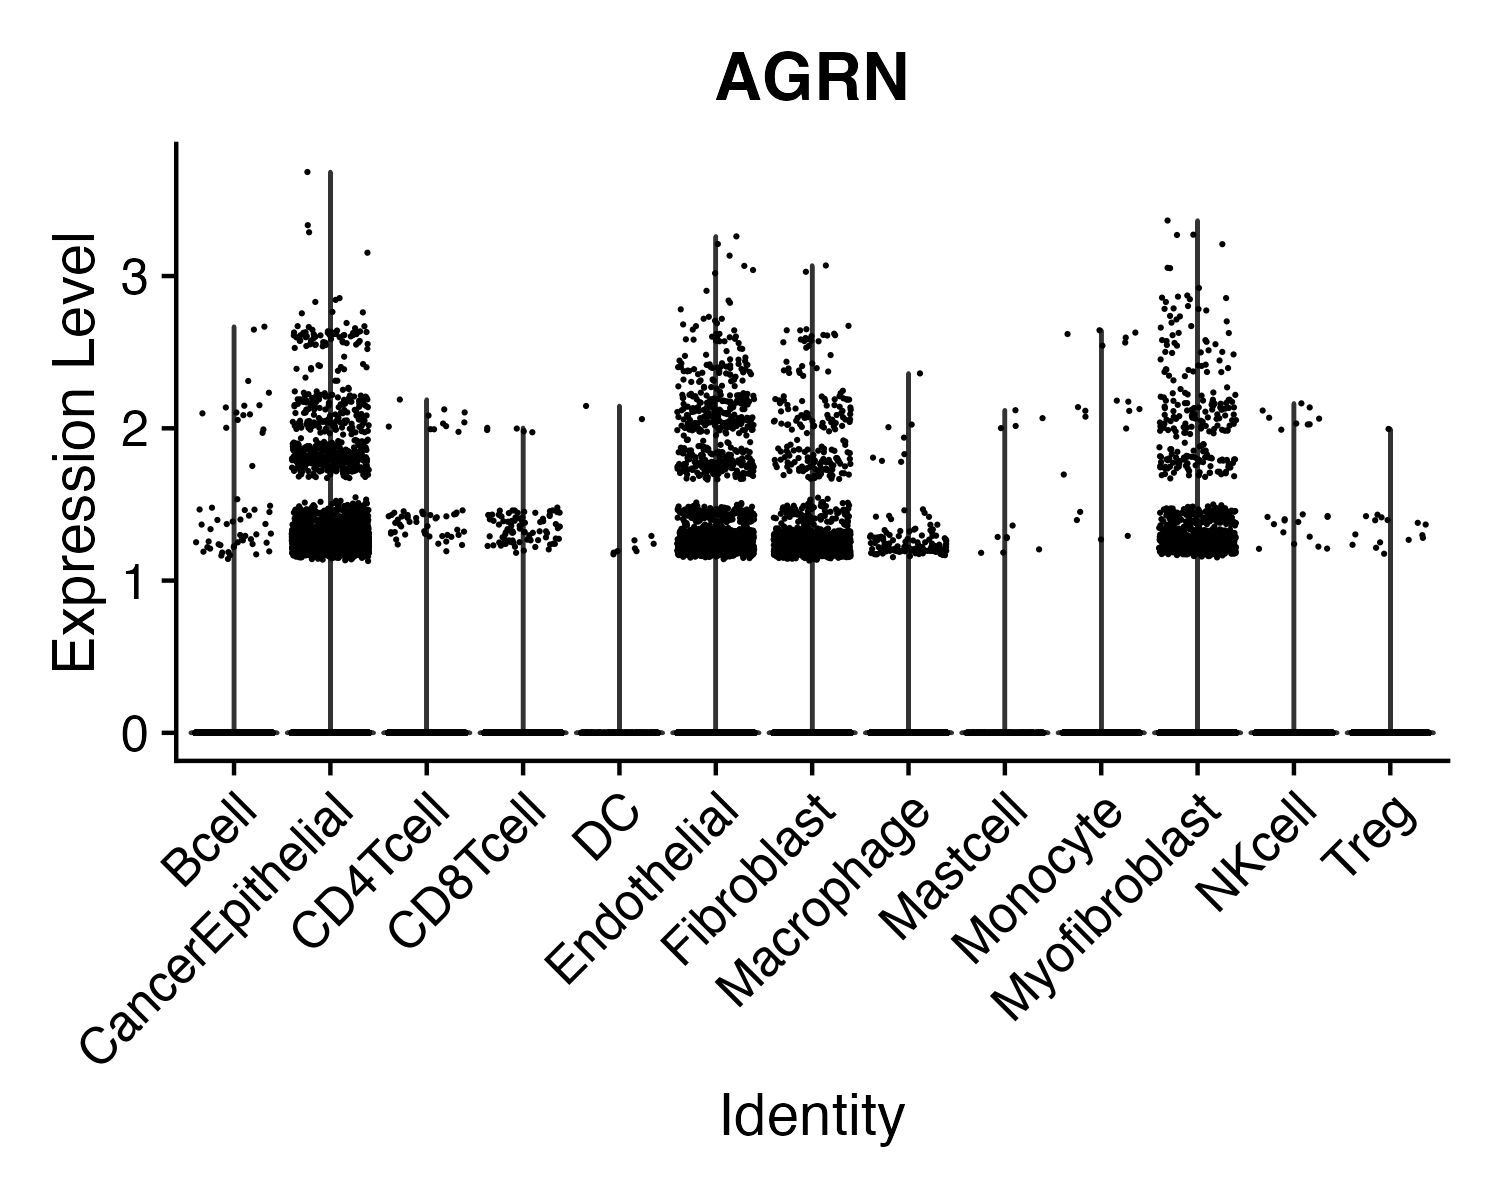 AGRN
Expression Level
3
2
1
0
Bcell
CancerEpithelial
CD4Tcell
CD8Tcell
DC
Endothelial
Fibroblast
Macrophage
Mastcell
Monocyte
Myofibroblast
NKcell
Treg
Identity